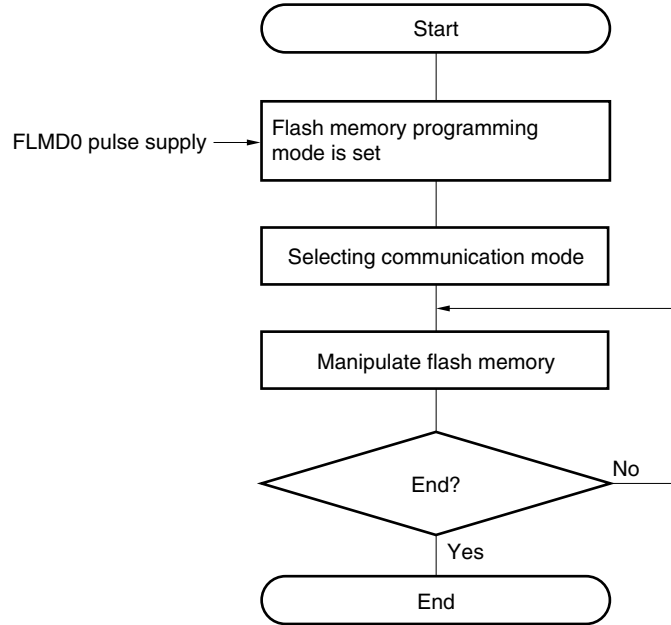 Start
FLMD0 pulse supply
Flash memory programming
mode is set
Selecting communication mode
Manipulate flash memory
End?
No
Yes
End